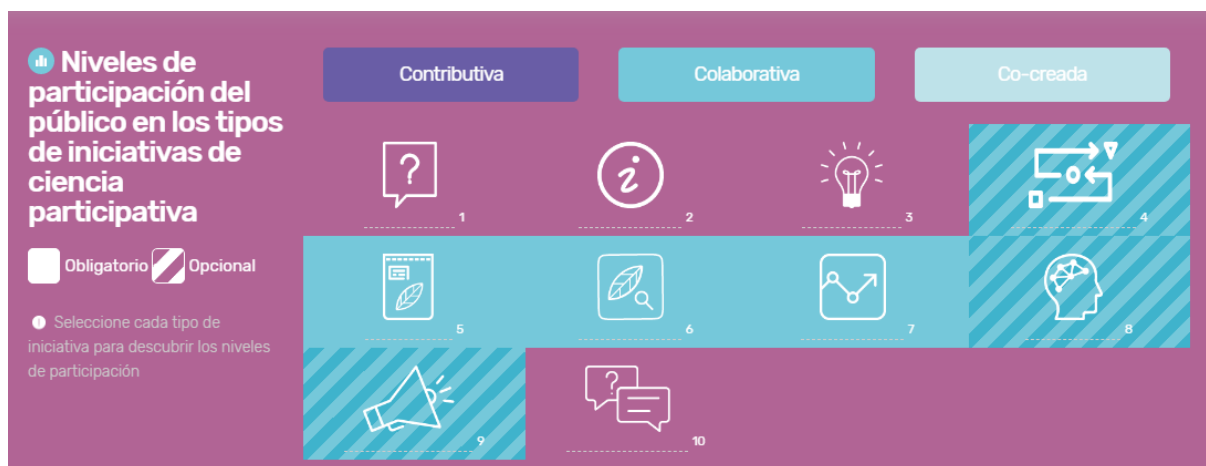 Niveles de
participación del
público en los tipos
de iniciativas de
ciencia
participativa
Obligatorio
Opcional
Seleccione cada tipo de
iniciativa para descubrir los niveles
de participación
Contributiva
Colaborativa
Co-creada
?
1
i
2
3
4
5
6
7
8
9
?
10